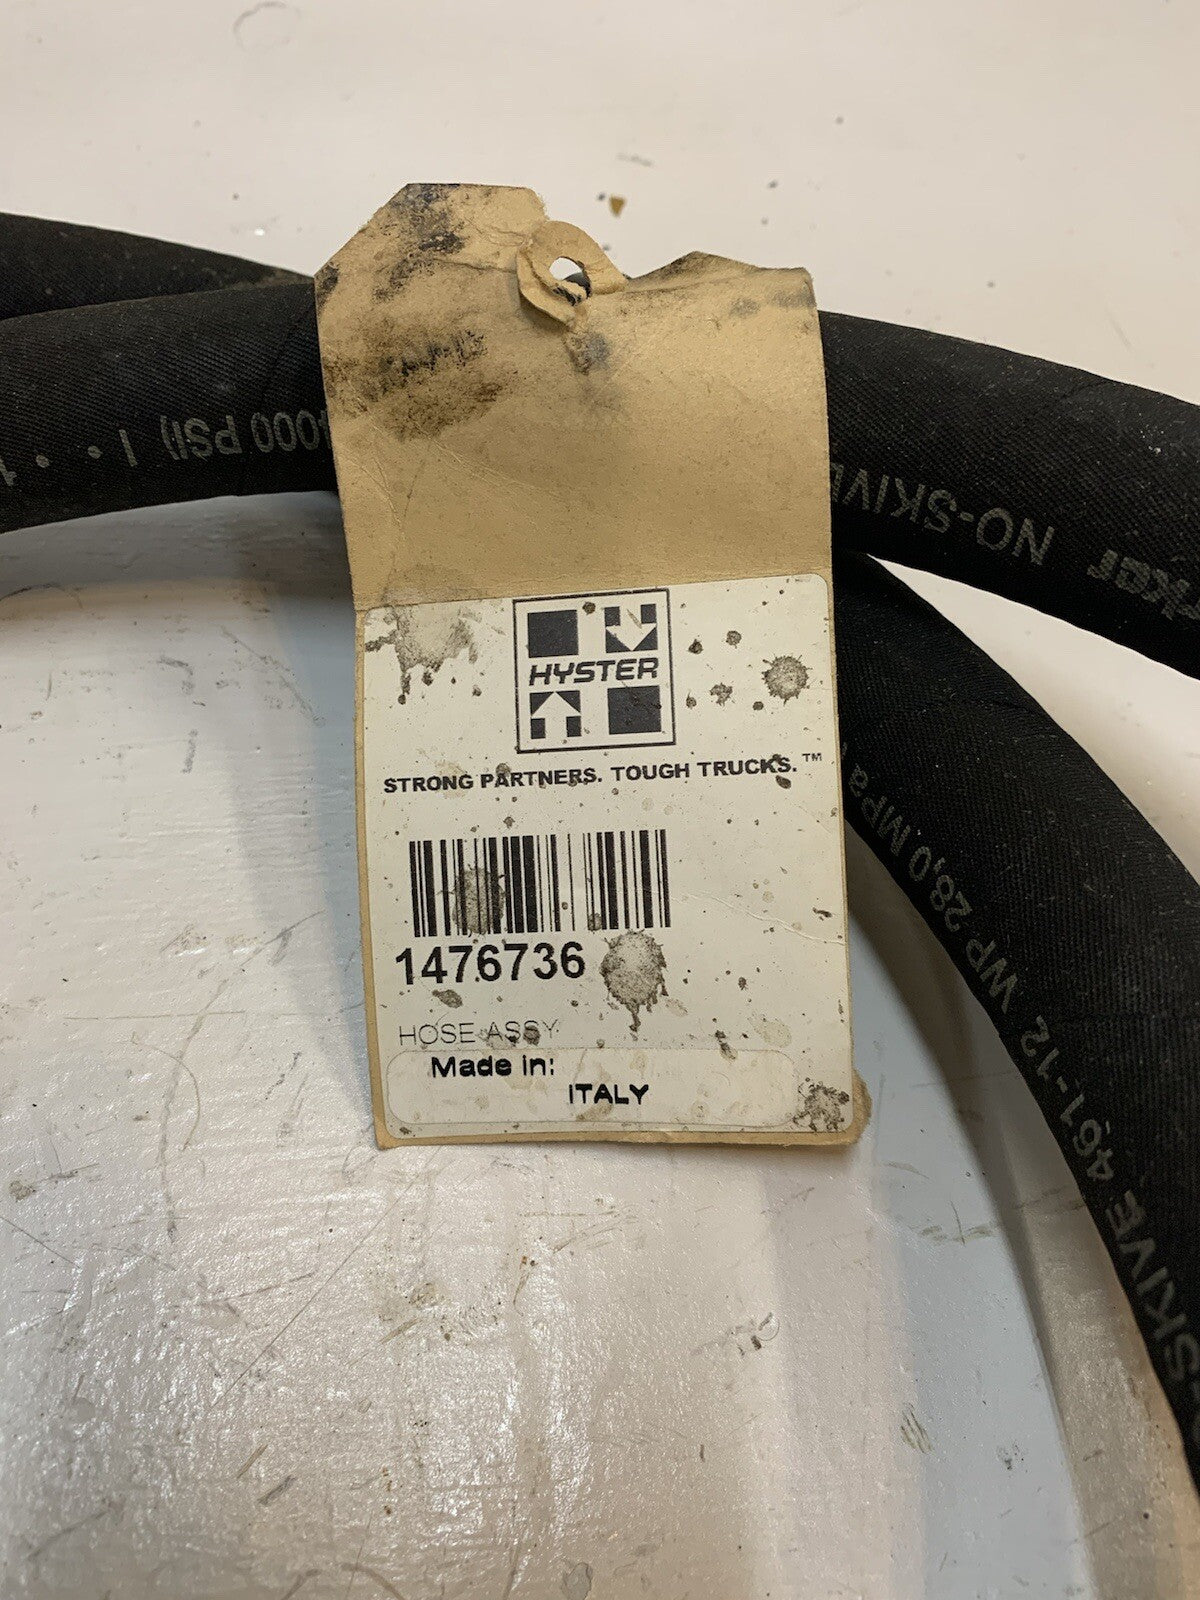 HYSTER
STRONG PARTNERS. TOUGH TRUCKS.™
1476736
HOSE ASSY
Made in:
ITALY
000 PSI)
NO-SKIVE
SKIVE 461-12 WP 28,0 MPa